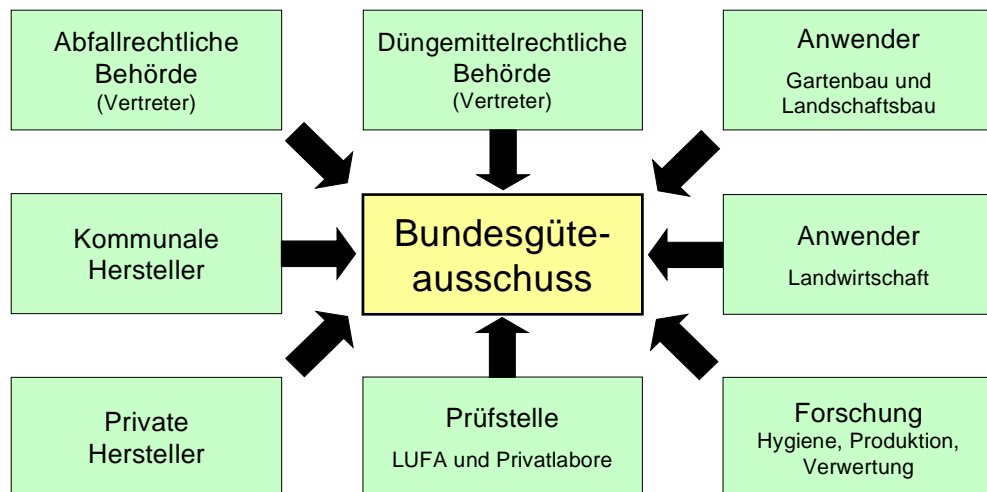 Abfallrechtliche
Behörde
(Vertreter)
Düngemittelrechtliche
Behörde
(Vertreter)
Anwender
Gartenbau und
Landschaftsbau
Kommunale
Hersteller
Bundesgüte-
ausschuss
Anwender
Landwirtschaft
Private
Hersteller
Prüfstelle
LUFA und Privatlabore
Forschung
Hygiene, Produktion,
Verwertung